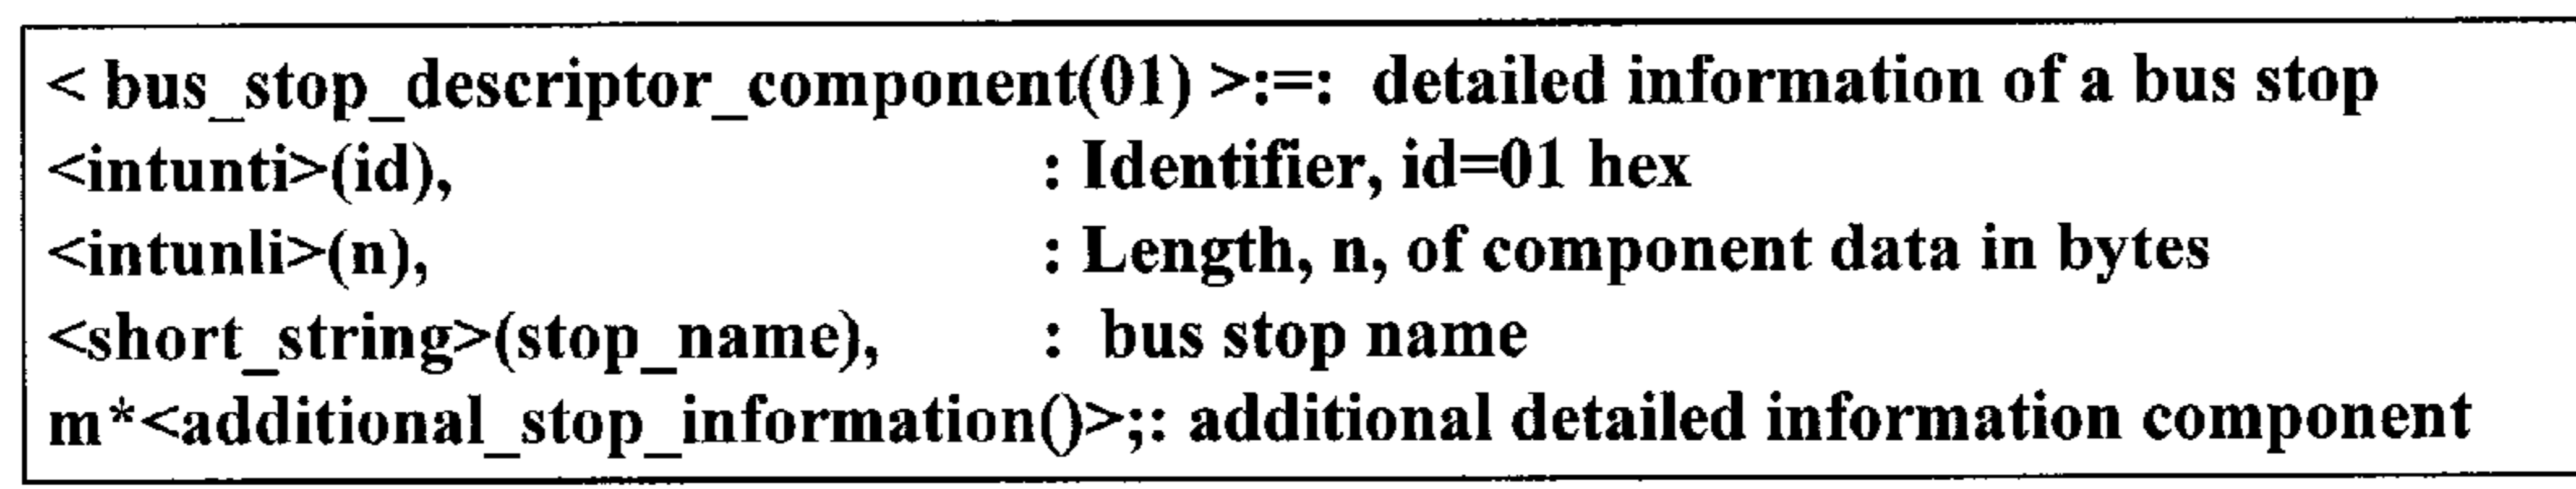 < bus_stop_descriptor_component(01) >:=: detailed information of a bus stop
<intunti>(id), : Identifier, id=01 hex
<intunli>(n), : Length, n, of component data in bytes
<short_string>(stop_name), : bus stop name
m*<additional_stop_information()>;: additional detailed information component